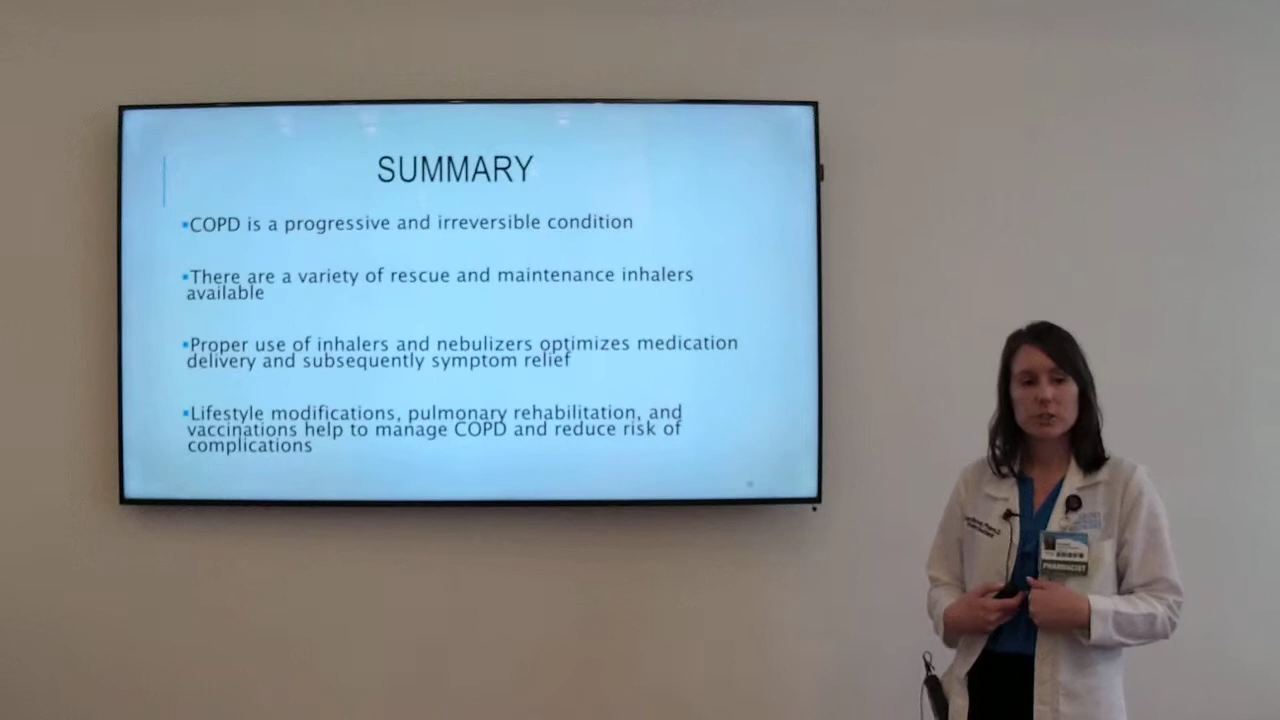 SUMMARY
▪COPD is a progressive and irreversible condition
▪There are a variety of rescue and maintenance inhalers
available
▪Proper use of inhalers and nebulizers optimizes medication
delivery and subsequently symptom relief
▪Lifestyle modifications, pulmonary rehabilitation, and
vaccinations help to manage COPD and reduce risk of
complications
PHARMACIST